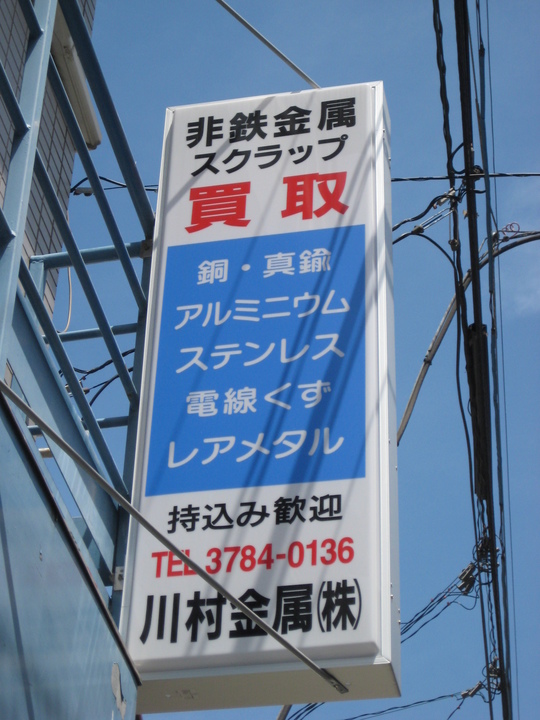 非鉄金属
スクラップ
買取
銅・真鍮
アルミニウム
ステンレス
電線くず
レアメタル
持込み歓迎
TEL 3784-0136
川村金属(株)